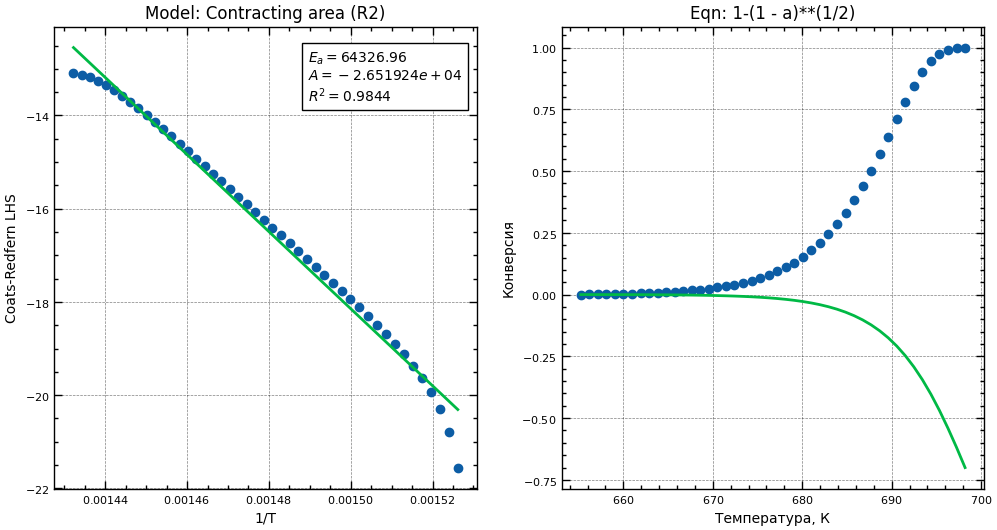 Model: Contracting area (R2)
Eₐ = 64326.96
A = −2.651924e + 04
R² = 0.9844
Coats-Redfern LHS
−14
−16
−18
−20
−22
0.00144
0.00146
0.00148
0.00150
0.00152
1/T
Eqn: 1-(1 - a)**(1/2)
Конверсия
1.00
0.75
0.50
0.25
0.00
−0.25
−0.50
−0.75
660
670
680
690
700
Температура, К